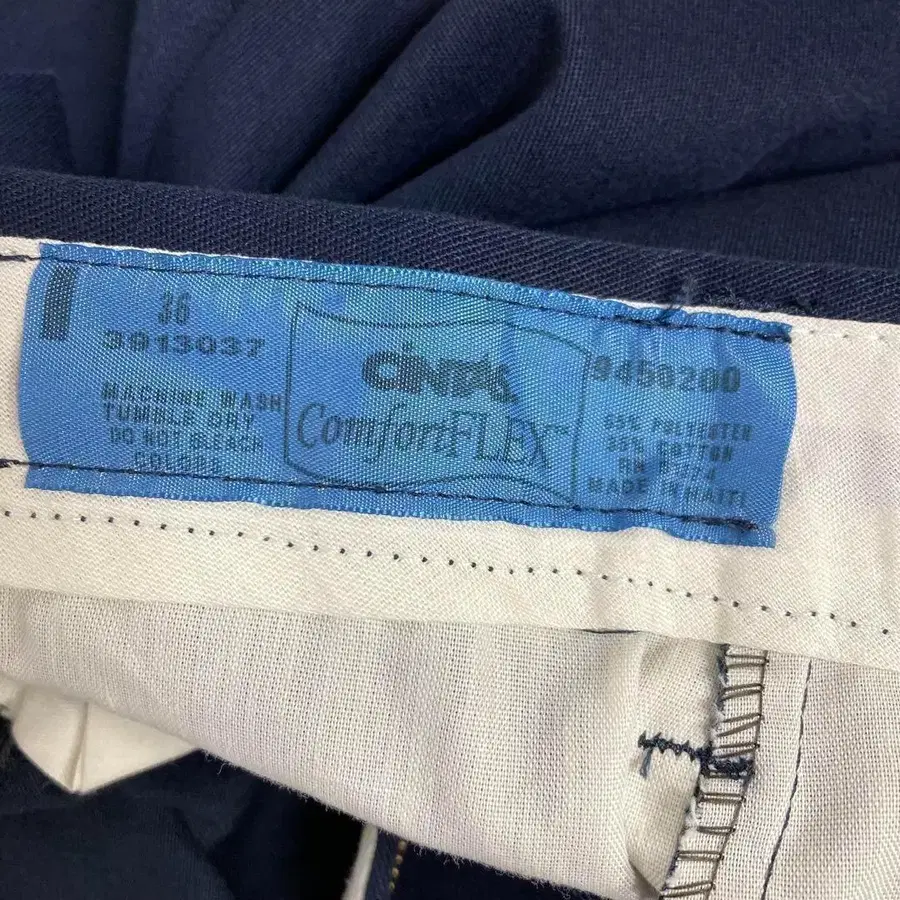 36
3913037
MACHINE WASH
TUMBLE DRY
DO NOT BLEACH
COLORS
CINTAS
ComfortFLEX™
9450200
65% POLYESTER
35% COTTON
MADE IN HAITI